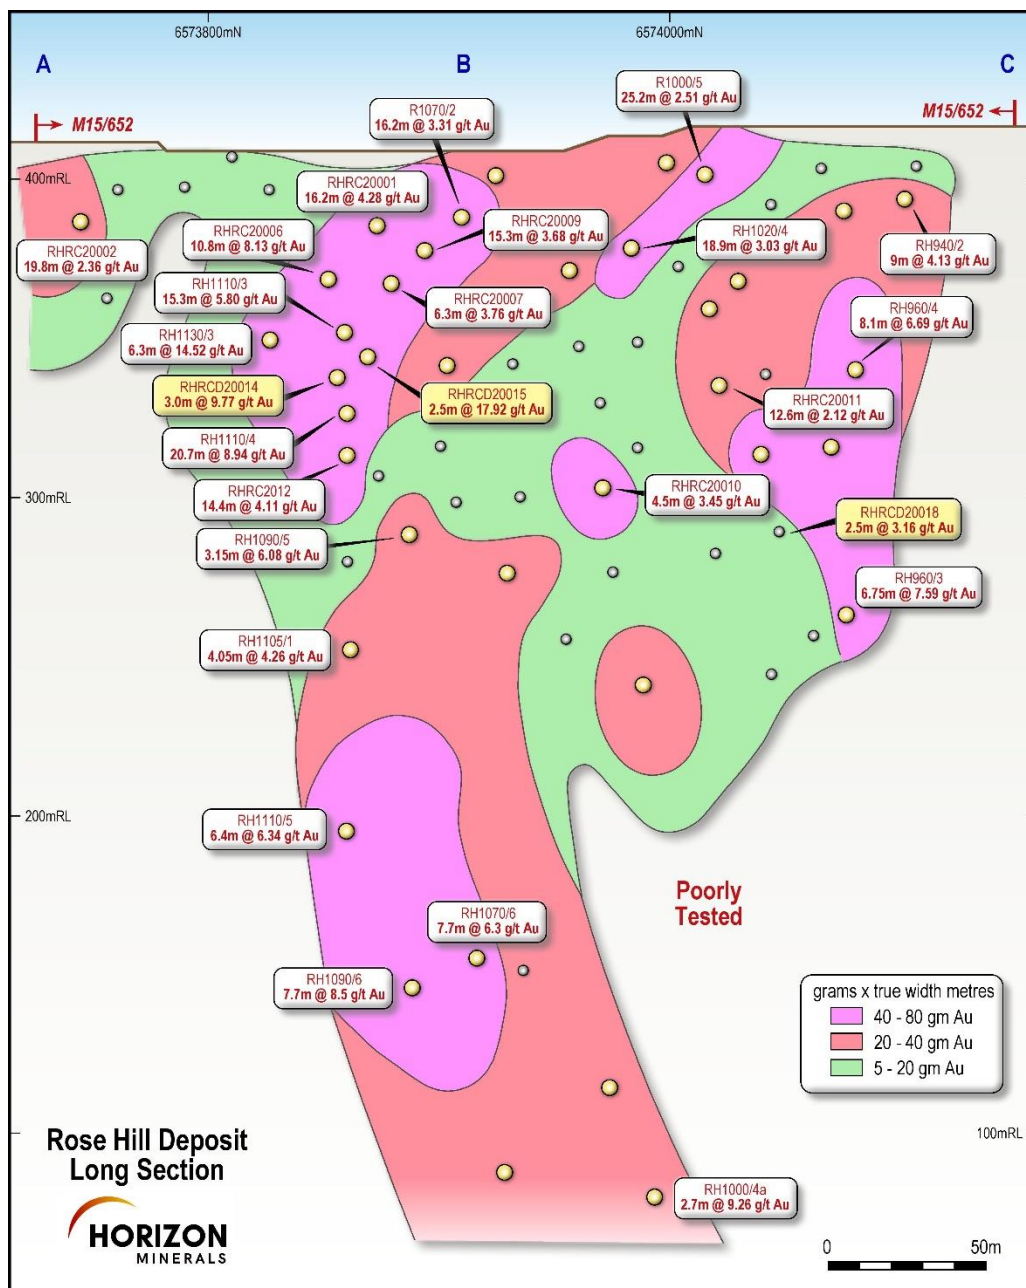 6573800mN
6574000mN
A
B
C
M15/652
M15/652
R1000/5
25.2m @ 2.51 g/t Au
R1070/2
16.2m @ 3.31 g/t Au
400mRL
RHRC20001
16.2m @ 4.28 g/t Au
RHRC20002
19.8m @ 2.36 g/t Au
RHRC20006
10.8m @ 8.13 g/t Au
RHRC20009
15.3m @ 3.68 g/t Au
RH1020/4
18.9m @ 3.03 g/t Au
RH940/2
9m @ 4.13 g/t Au
RH1110/3
15.3m @ 5.80 g/t Au
RHRC20007
6.3m @ 3.76 g/t Au
RH960/4
8.1m @ 6.69 g/t Au
RH1130/3
6.3m @ 14.52 g/t Au
RHRCD20014
3.0m @ 9.77 g/t Au
RHRCD20015
2.5m @ 17.92 g/t Au
RHRC20011
12.6m @ 2.12 g/t Au
RH1110/4
20.7m @ 8.94 g/t Au
RHRC2012
14.4m @ 4.11 g/t Au
300mRL
RHRC20010
4.5m @ 3.45 g/t Au
RHRCD20018
2.5m @ 3.16 g/t Au
RH1090/5
3.15m @ 6.08 g/t Au
RH960/3
6.75m @ 7.59 g/t Au
RH1105/1
4.05m @ 4.26 g/t Au
200mRL
RH1110/5
6.4m @ 6.34 g/t Au
Poorly
Tested
RH1070/6
7.7m @ 6.3 g/t Au
RH1090/6
7.7m @ 8.5 g/t Au
grams x true width metres
40 - 80 gm Au
20 - 40 gm Au
5 - 20 gm Au
100mRL
Rose Hill Deposit
Long Section
HORIZON
MINERALS
RH1000/4a
2.7m @ 9.26 g/t Au
0
50m